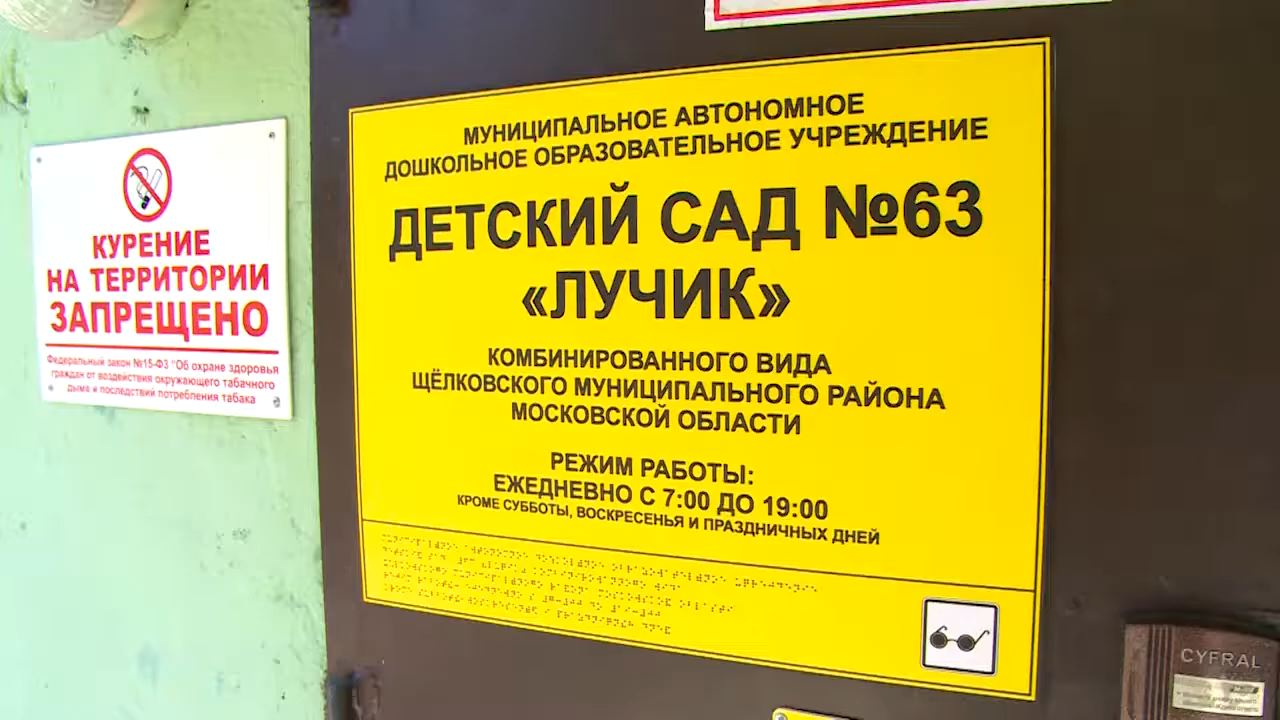 КУРЕНИЕ
НА ТЕРРИТОРИИ
ЗАПРЕЩЕНО
Федеральный закон №15-ФЗ "Об охране здоровья
граждан от воздействия окружающего табачного
дыма и последствий потребления табака
МУНИЦИПАЛЬНОЕ АВТОНОМНОЕ
ДОШКОЛЬНОЕ ОБРАЗОВАТЕЛЬНОЕ УЧРЕЖДЕНИЕ
ДЕТСКИЙ САД №63
«ЛУЧИК»
КОМБИНИРОВАННОГО ВИДА
ЩЁЛКОВСКОГО МУНИЦИПАЛЬНОГО РАЙОНА
МОСКОВСКОЙ ОБЛАСТИ
РЕЖИМ РАБОТЫ:
ЕЖЕДНЕВНО С 7:00 ДО 19:00
КРОМЕ СУББОТЫ, ВОСКРЕСЕНЬЯ И ПРАЗДНИЧНЫХ ДНЕЙ
CYFRAL